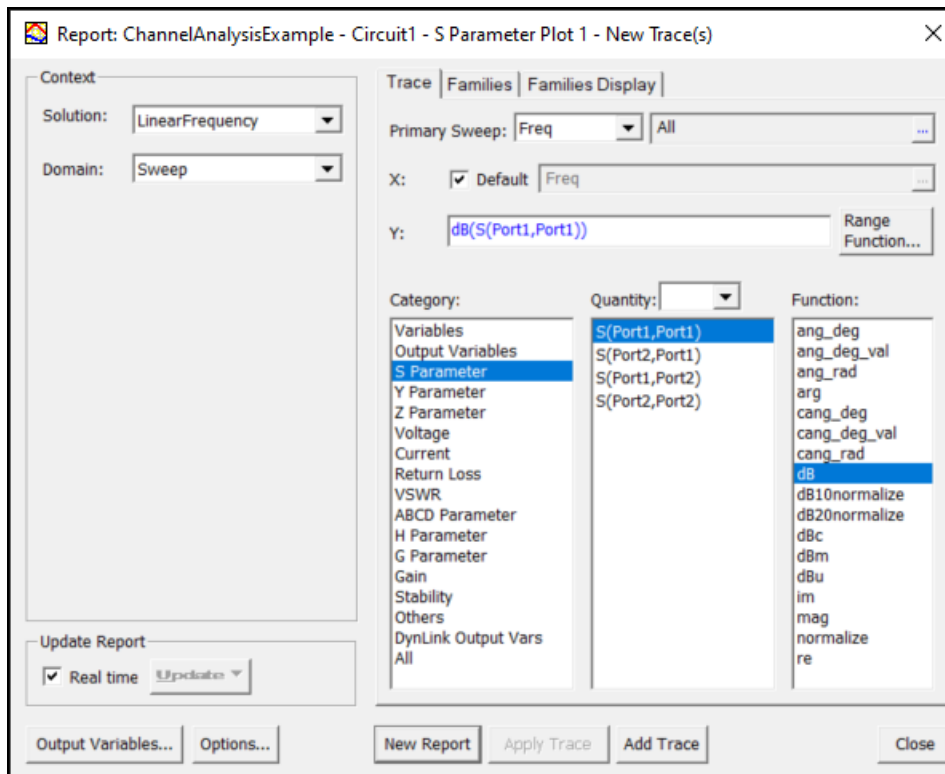 Report: ChannelAnalysisExample - Circuit1 - S Parameter Plot 1 - New Trace(s)
Context
Solution: LinearFrequency
Domain: Sweep
Update Report
Real time Update
Output Variables... Options...
Trace Families Families Display
Primary Sweep: Freq All ...
X: Default Freq ...
Y: dB(S(Port1,Port1)) Range
Function...
Category:
Variables
Output Variables
S Parameter
Y Parameter
Z Parameter
Voltage
Current
Return Loss
VSWR
ABCD Parameter
H Parameter
G Parameter
Gain
Stability
Others
DynLink Output Vars
All
Quantity:
S(Port1,Port1)
S(Port2,Port1)
S(Port1,Port2)
S(Port2,Port2)
Function:
ang_deg
ang_deg_val
ang_rad
arg
cang_deg
cang_deg_val
cang_rad
dB
dB10normalize
dB20normalize
dBc
dBm
dBu
im
mag
normalize
re
New Report Apply Trace Add Trace Close